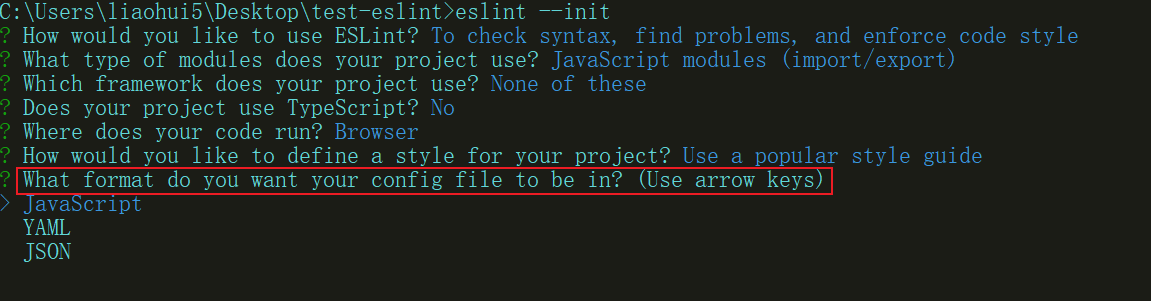 C:\Users\liaohui5\Desktop\test-eslint>eslint --init
? How would you like to use ESLint? To check syntax, find problems, and enforce code style
? What type of modules does your project use? JavaScript modules (import/export)
? Which framework does your project use? None of these
? Does your project use TypeScript? No
? Where does your code run? Browser
? How would you like to define a style for your project? Use a popular style guide
? What format do you want your config file to be in? (Use arrow keys)
> JavaScript
YAML
JSON